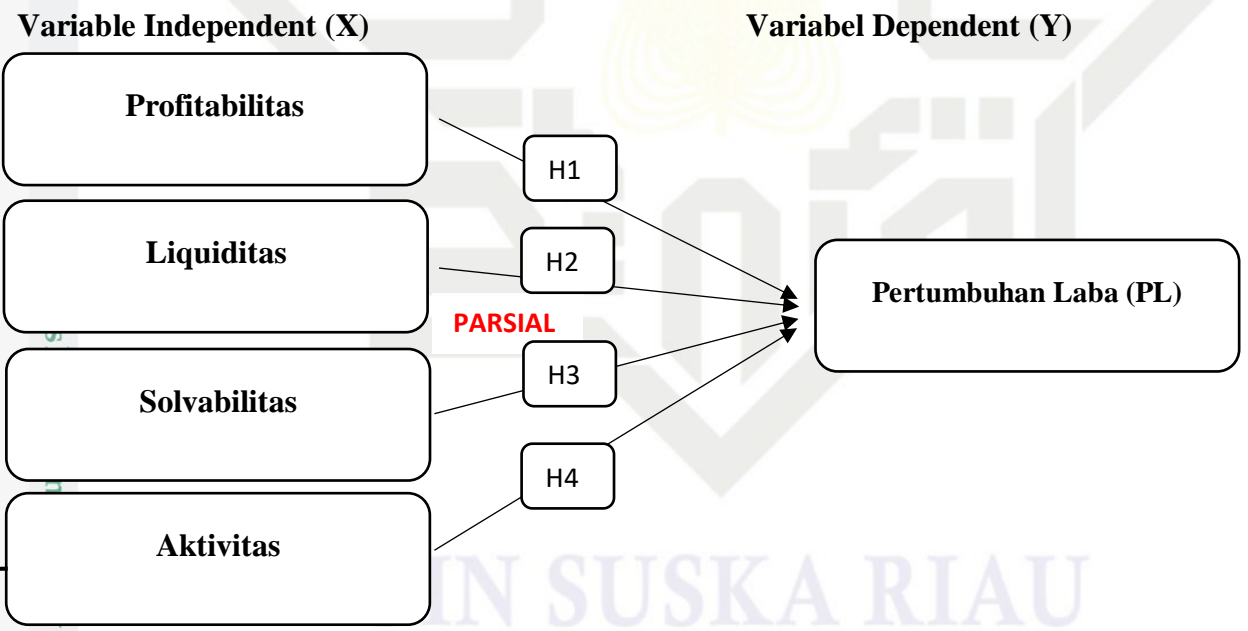 Variable Independent (X)
Variabel Dependent (Y)
Profitabilitas
H1
Liquiditas
H2
Pertumbuhan Laba (PL)
PARSIAL
H3
Solvabilitas
H4
Aktivitas
IN SUSKA RIAU